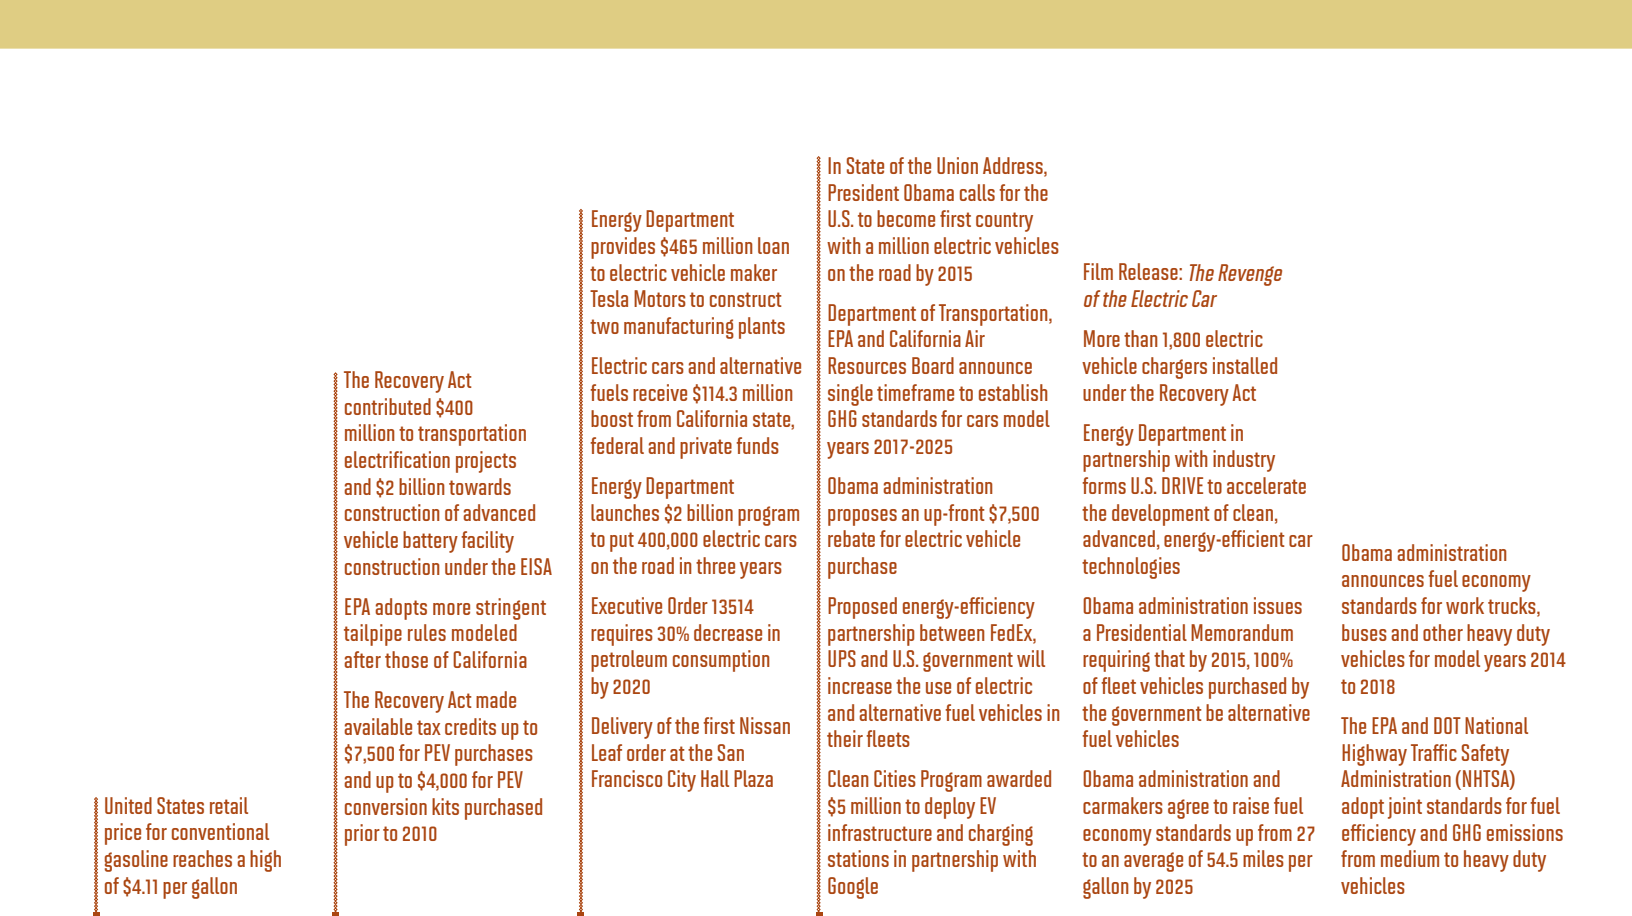 United States retail
price for conventional
gasoline reaches a high
of $4.11 per gallon
The Recovery Act
contributed $400
million to transportation
electrification projects
and $2 billion towards
construction of advanced
vehicle battery facility
construction under the EISA
EPA adopts more stringent
tailpipe rules modeled
after those of California
The Recovery Act made
available tax credits up to
$7,500 for PEV purchases
and up to $4,000 for PEV
conversion kits purchased
prior to 2010
Energy Department
provides $465 million loan
to electric vehicle maker
Tesla Motors to construct
two manufacturing plants
Electric cars and alternative
fuels receive $114.3 million
boost from California state,
federal and private funds
Energy Department
launches $2 billion program
to put 400,000 electric cars
on the road in three years
Executive Order 13514
requires 30% decrease in
petroleum consumption
by 2020
Delivery of the first Nissan
Leaf order at the San
Francisco City Hall Plaza
In State of the Union Address,
President Obama calls for the
U.S. to become first country
with a million electric vehicles
on the road by 2015
Department of Transportation,
EPA and California Air
Resources Board announce
single timeframe to establish
GHG standards for cars model
years 2017-2025
Obama administration
proposes an up-front $7,500
rebate for electric vehicle
purchase
Proposed energy-efficiency
partnership between FedEx,
UPS and U.S. government will
increase the use of electric
and alternative fuel vehicles in
their fleets
Clean Cities Program awarded
$5 million to deploy EV
infrastructure and charging
stations in partnership with
Google
Film Release: The Revenge
of the Electric Car
More than 1,800 electric
vehicle chargers installed
under the Recovery Act
Energy Department in
partnership with industry
forms U.S. DRIVE to accelerate
the development of clean,
advanced, energy-efficient car
technologies
Obama administration issues
a Presidential Memorandum
requiring that by 2015, 100%
of fleet vehicles purchased by
the government be alternative
fuel vehicles
Obama administration and
carmakers agree to raise fuel
economy standards up from 27
to an average of 54.5 miles per
gallon by 2025
Obama administration
announces fuel economy
standards for work trucks,
buses and other heavy duty
vehicles for model years 2014
to 2018
The EPA and DOT National
Highway Traffic Safety
Administration (NHTSA)
adopt joint standards for fuel
efficiency and GHG emissions
from medium to heavy duty
vehicles